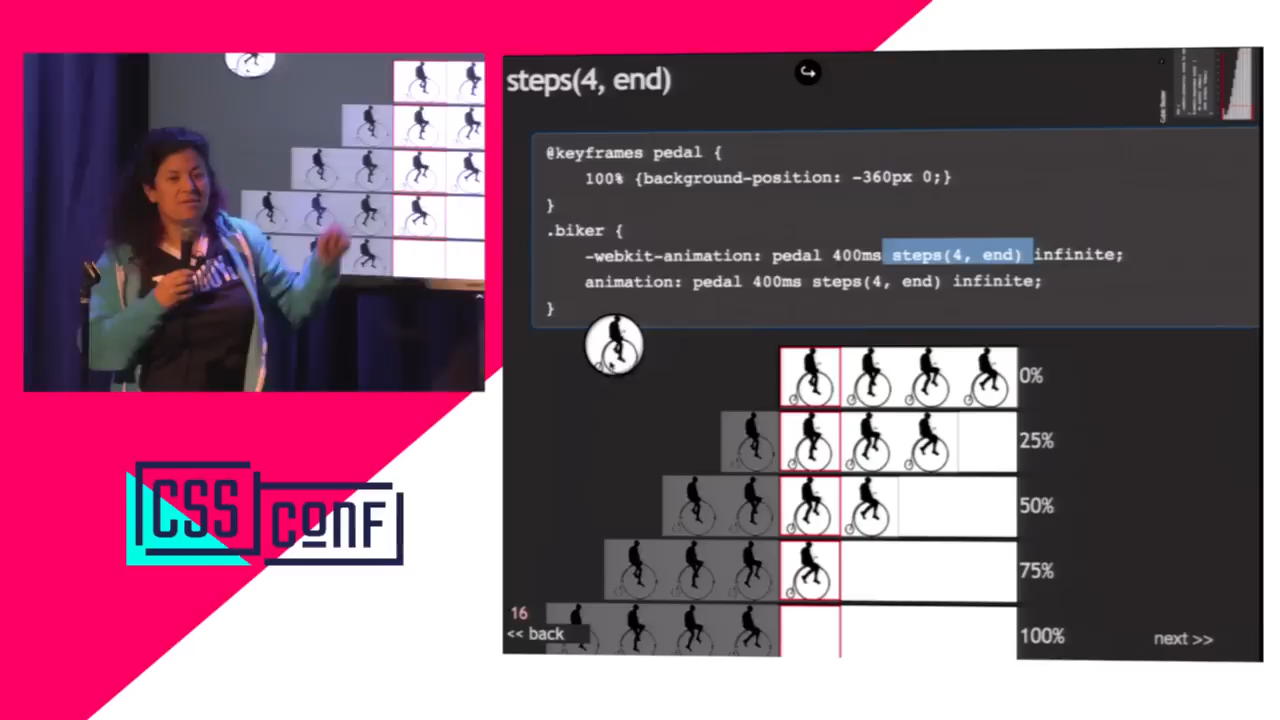 steps(4, end)
@keyframes pedal {
100% {background-position: -360px 0;}
}
.biker {
-webkit-animation: pedal 400ms steps(4, end) infinite;
animation: pedal 400ms steps(4, end) infinite;
}
0%
25%
50%
75%
100%
16
<< back
next >>
CSS
CONF